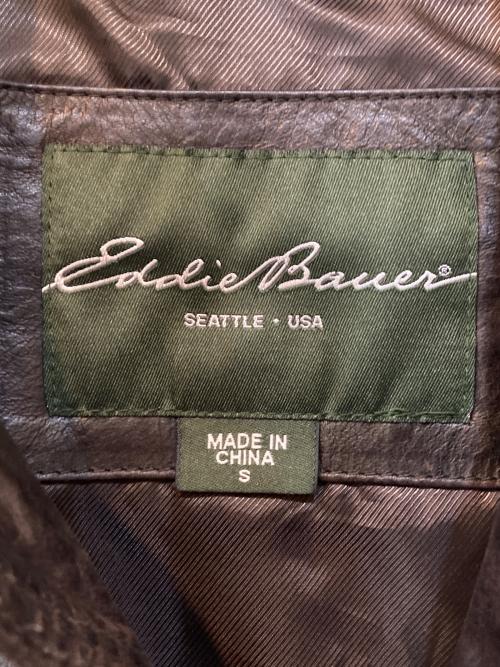 Eddie Bauer®
SEATTLE • USA
MADE IN
CHINA
S